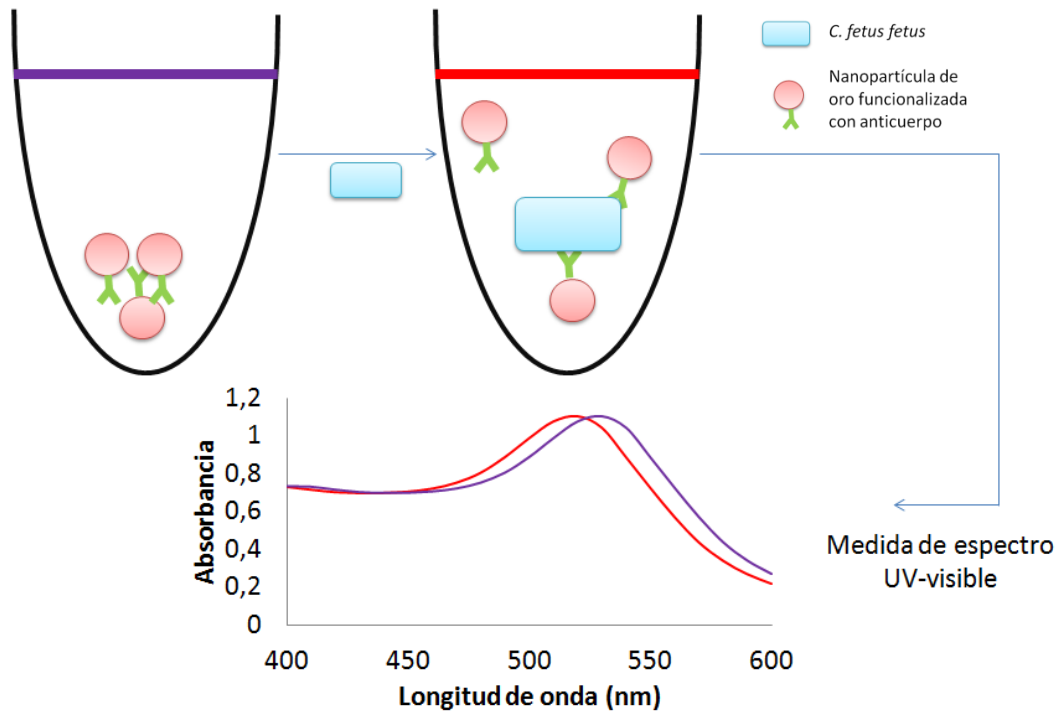 C. fetus fetus
Nanopartícula de
oro funcionalizada
con anticuerpo
1,2
1
0,8
0,6
0,4
0,2
0
Absorbancia
400
450
500
550
600
Longitud de onda (nm)
Medida de espectro
UV-visible